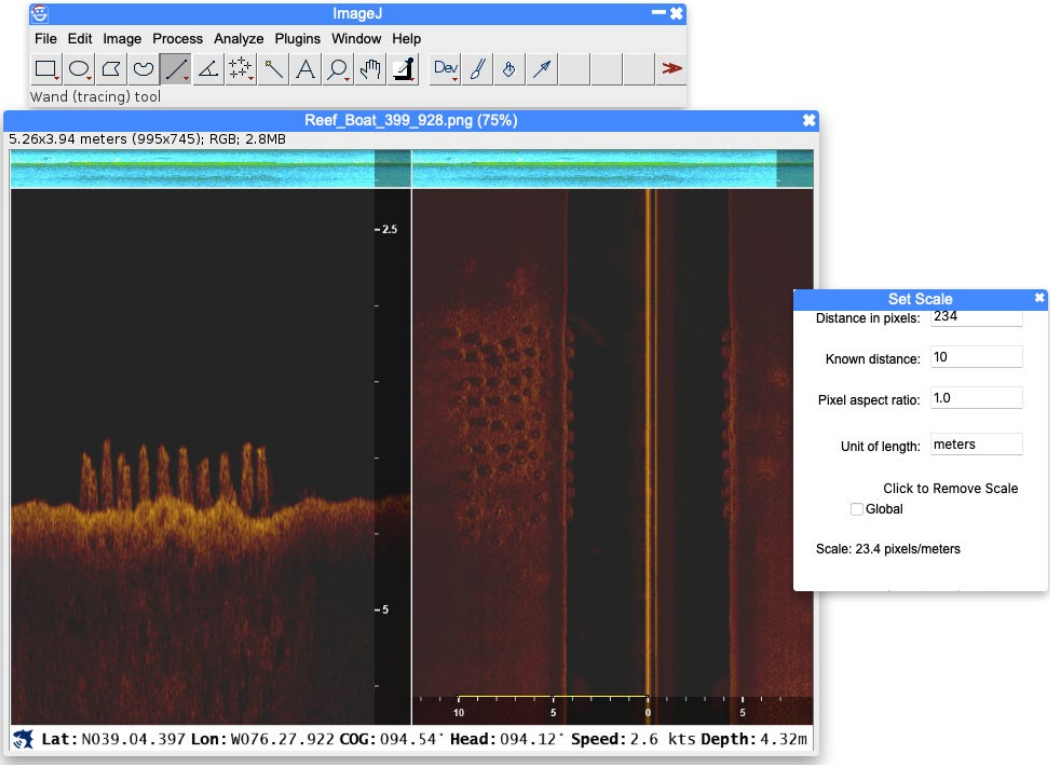 ImageJ
File Edit Image Process Analyze Plugins Window Help
A Dev
Wand (tracing) tool
Reef_Boat_399_928.png (75%)
5.26x3.94 meters (995x745); RGB; 2.8MB
2.5
5
10 5 0 5
Lat: N039.04.397 Lon: W076.27.922 COG: 094.54° Head: 094.12° Speed: 2.6 kts Depth: 4.32m
Set Scale
Distance in pixels: 234
Known distance: 10
Pixel aspect ratio: 1.0
Unit of length: meters
Click to Remove Scale
Global
Scale: 23.4 pixels/meters